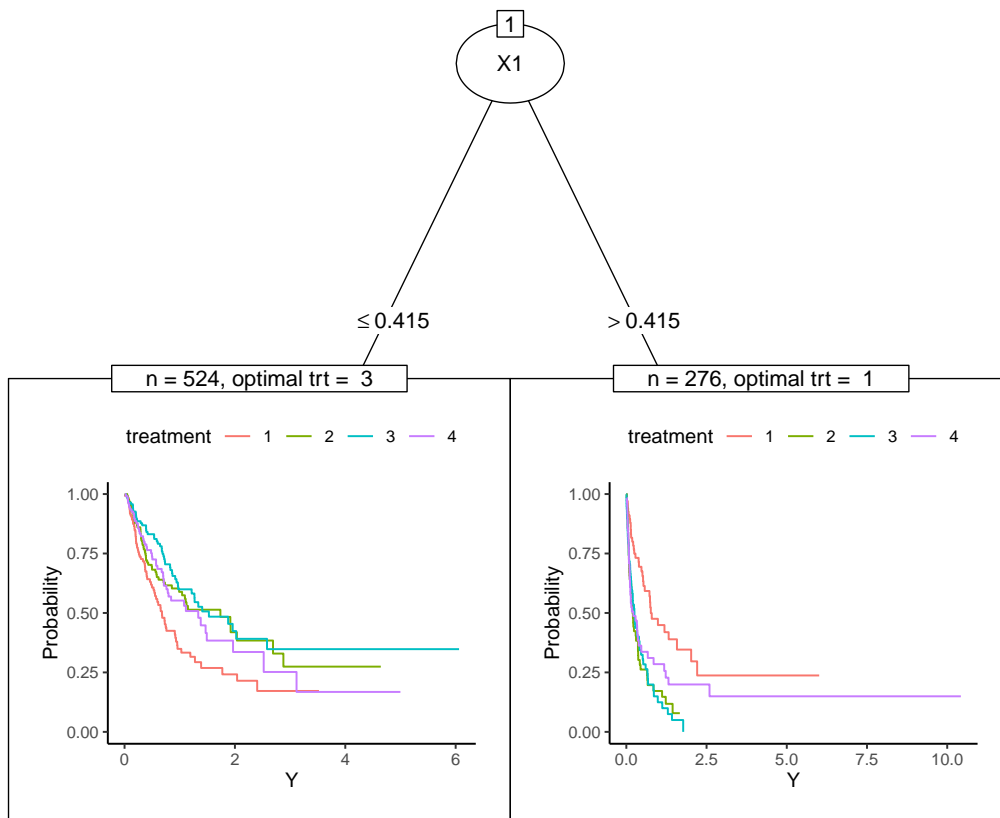 1
X1
≤ 0.415
> 0.415
n = 524, optimal trt = 3
treatment 1 2 3 4
1.00
0.75
0.50
0.25
0.00
Probability
0 2 4 6
Y
n = 276, optimal trt = 1
treatment 1 2 3 4
1.00
0.75
0.50
0.25
0.00
Probability
0.0 2.5 5.0 7.5 10.0
Y